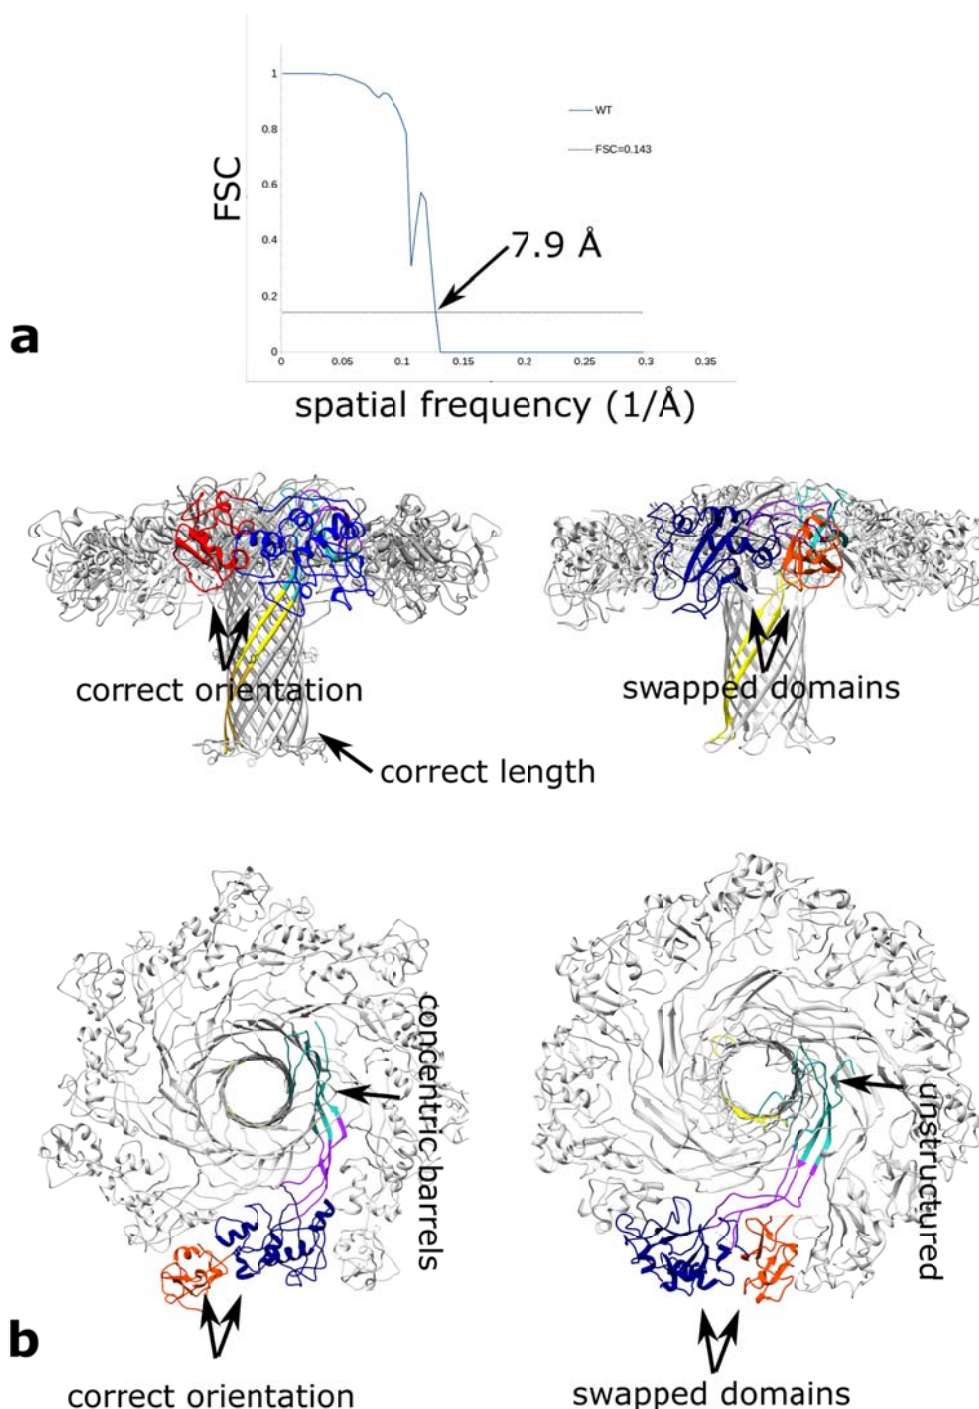 1
0.8
0.6
0.4
0.2
0
FSC
WT
FSC=0.143
7.9 Å
0 0.05 0.1 0.15 0.2 0.25 0.3 0.35
spatial frequency (1/Å)
a
correct orientation
correct length
swapped domains
concentric barrels
unstructured
b
correct orientation
swapped domains